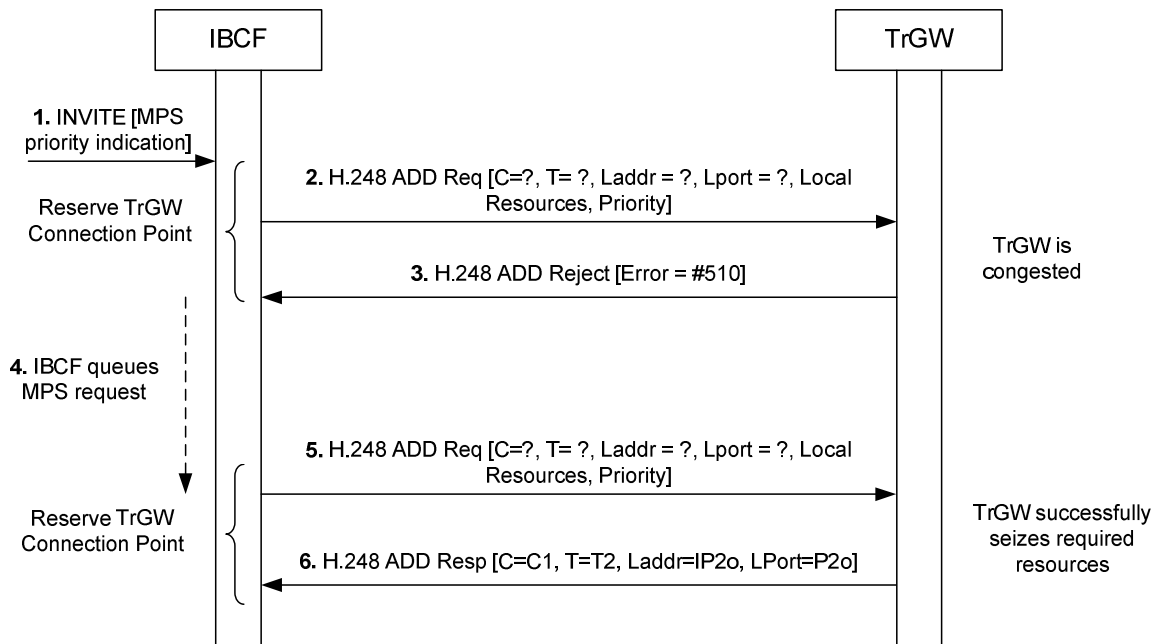 IBCF
TrGW
1. INVITE [MPS
priority indication]
2. H.248 ADD Req [C=?, T= ?, Laddr = ?, Lport = ?, Local
Resources, Priority]
Reserve TrGW
Connection Point
TrGW is
congested
3. H.248 ADD Reject [Error = #510]
4. IBCF queues
MPS request
5. H.248 ADD Req [C=?, T= ?, Laddr = ?, Lport = ?, Local
Resources, Priority]
Reserve TrGW
Connection Point
TrGW successfully
seizes required
resources
6. H.248 ADD Resp [C=C1, T=T2, Laddr=IP2o, LPort=P2o]